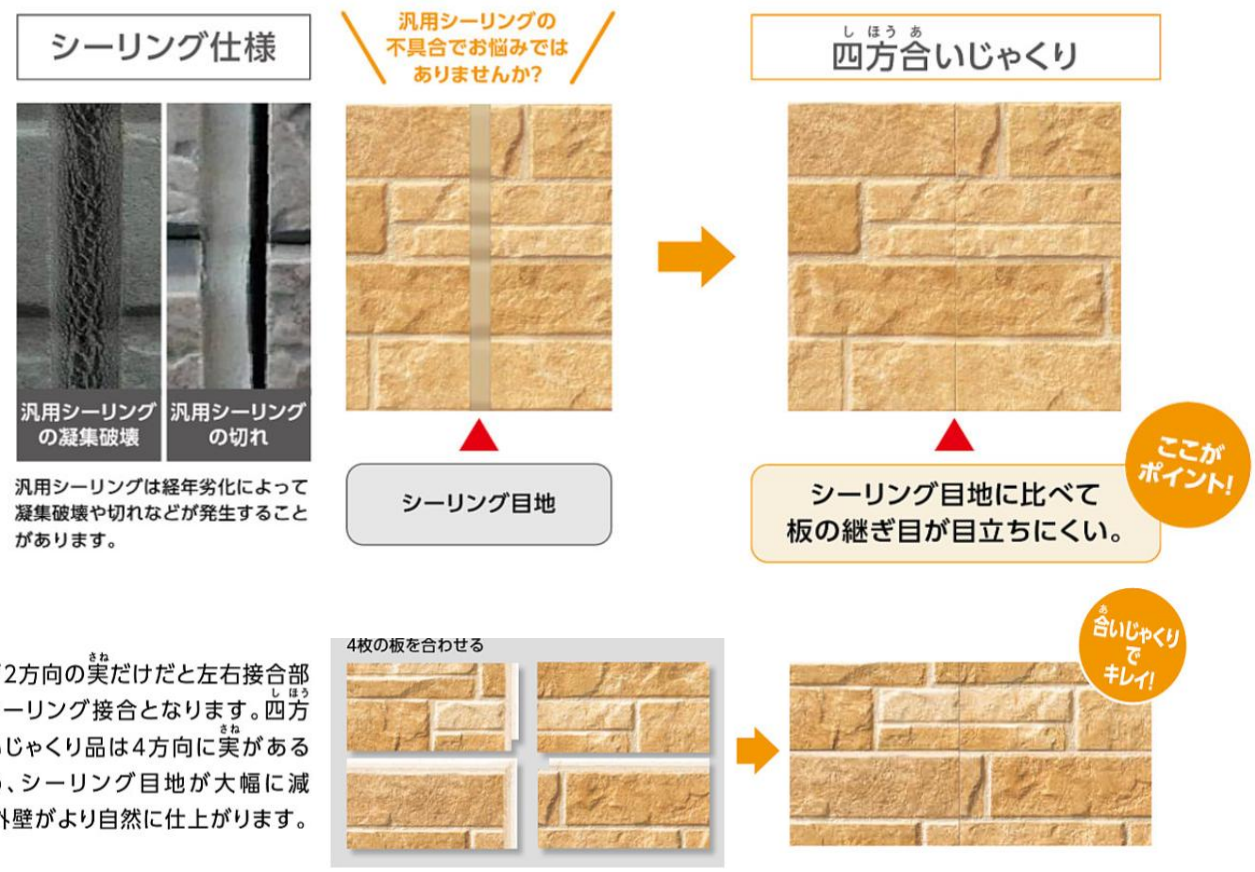 シーリング仕様
汎用シーリングの
不具合でお悩みでは
ありませんか?
し ほう あ
四方合いじゃくり
汎用シーリング
の凝集破壊
汎用シーリング
の切れ
汎用シーリングは経年劣化によって
凝集破壊や切れなどが発生すること
があります。
シーリング目地
シーリング目地に比べて
板の継ぎ目が目立ちにくい。
ここが
ポイント!
さね
2方向の実だけだと左右接合部
ーリング接合となります。四方
しほう
じゃくり品は4方向に実がある
さね
、シーリング目地が大幅に減
外壁がより自然に仕上がります。
4枚の板を合わせる
あ
合いじゃくり
で
キレイ!